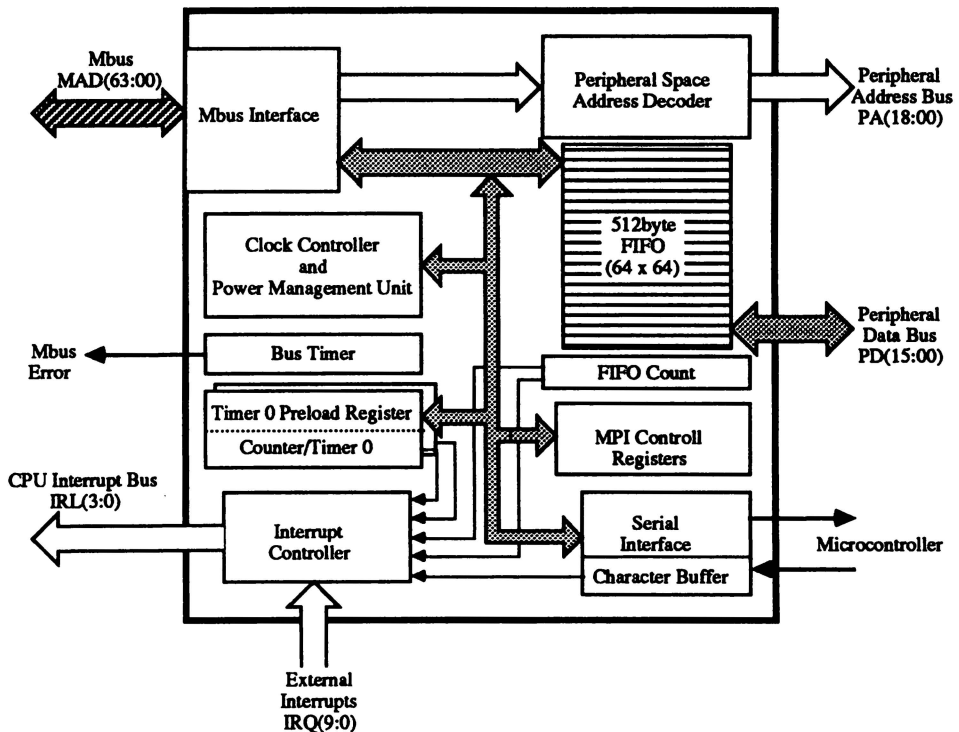 Mbus
MAD(63:00)
Mbus Interface
Peripheral Space
Address Decoder
Peripheral
Address Bus
PA(18:00)
512byte
FIFO
(64 x 64)
Clock Controller
and
Power Management Unit
Peripheral
Data Bus
PD(15:00)
Mbus
Error
Bus Timer
FIFO Count
Timer 0 Preload Register
Counter/Timer 0
MPI Controll
Registers
CPU Interrupt Bus
IRL(3:0)
Interrupt
Controller
Serial
Interface
Character Buffer
Microcontroller
External
Interrupts
IRQ(9:0)